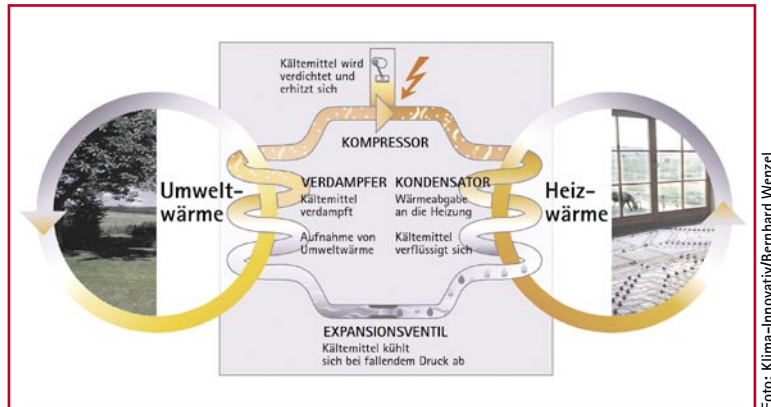 Kältemittel wird
verdichtet und
erhitzt sich
KOMPRESSOR
Umwelt-
wärme
VERDAMPFER
Kältemittel
verdampft
Aufnahme von
Umweltwärme
KONDENSATOR
Wärmeabgabe
an die Heizung
Kältemittel
verflüssigt sich
Heiz-
wärme
EXPANSIONSVENTIL
Kältemittel kühlt
sich bei fallendem Druck ab
Foto: Klima-Innovativ/Bernhard Wenzel